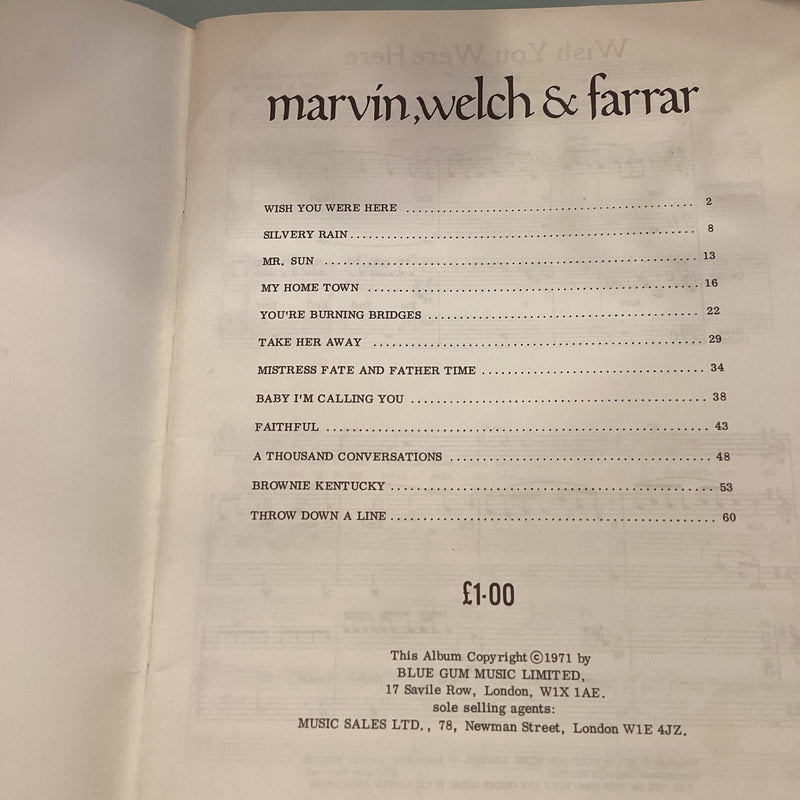 marvin, welch & farrar
WISH YOU WERE HERE ........................................ 2
SILVERY RAIN ........................................ 8
MR. SUN ........................................ 13
MY HOME TOWN ........................................ 16
YOU'RE BURNING BRIDGES ........................................ 22
TAKE HER AWAY ........................................ 29
MISTRESS FATE AND FATHER TIME ........................................ 34
BABY I'M CALLING YOU ........................................ 38
FAITHFUL ........................................ 43
A THOUSAND CONVERSATIONS ........................................ 48
BROWNIE KENTUCKY ........................................ 53
THROW DOWN A LINE ........................................ 60
£1·00
This Album Copyright © 1971 by
BLUE GUM MUSIC LIMITED,
17 Savile Row, London, W1X 1AE.
sole selling agents:
MUSIC SALES LTD., 78, Newman Street, London W1E 4JZ.